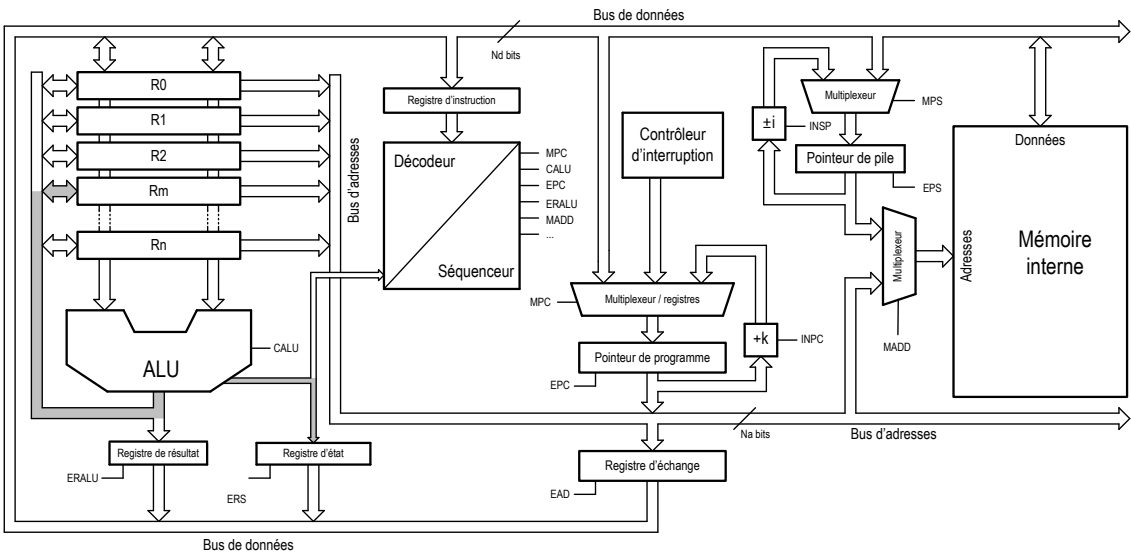 Bus de données
Nd bits
R0
R1
R2
Rm
Rn
ALU
CALU
Bus d'adresses
Registre d'instruction
Décodeur
Séquenceur
MPC
CALU
EPC
ERALU
MADD
...
Contrôleur
d'interruption
Multiplexeur / registres
MPC
+k
INPC
Pointeur de programme
EPC
Multiplexeur
MPS
±i
INSP
Pointeur de pile
EPS
Multiplexeur
MADD
Données
Adresses
Mémoire
interne
Na bits
Bus d'adresses
Registre de résultat
ERALU
Registre d'état
ERS
Registre d'échange
EAD
Bus de données